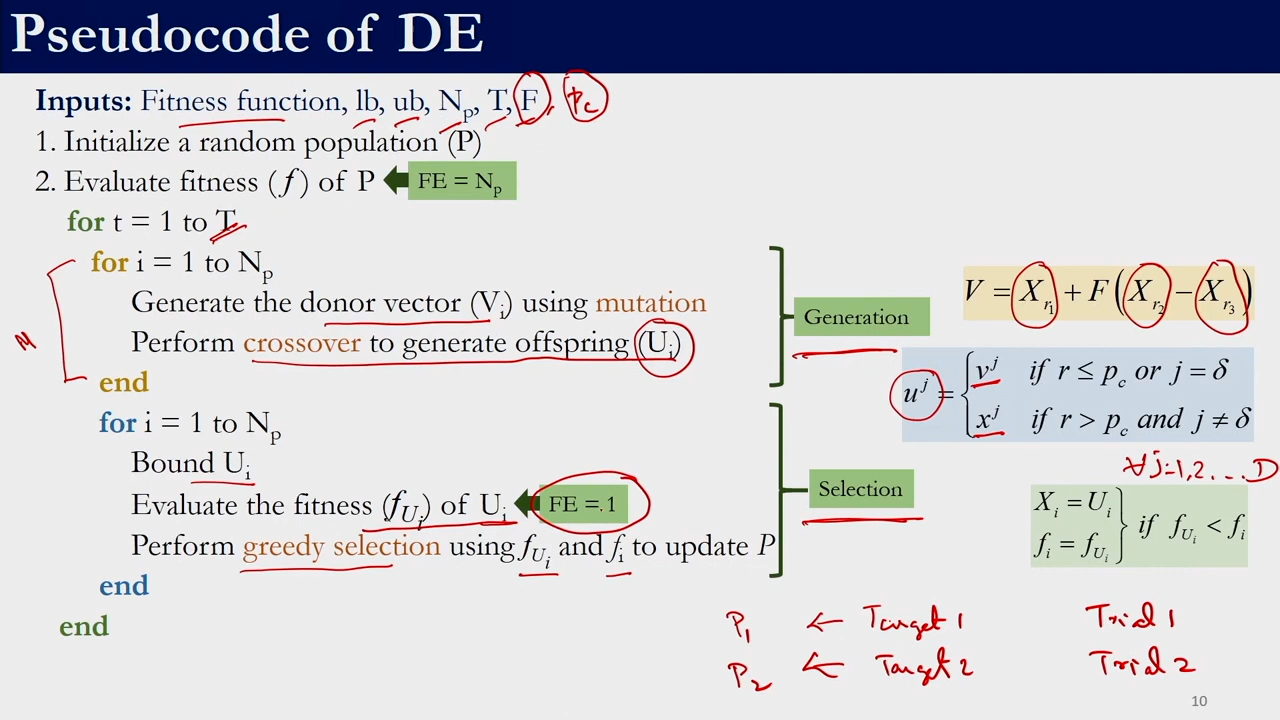 Pseudocode of DE
Inputs: Fitness function, lb, ub, Np, T, F, pc
1. Initialize a random population (P)
2. Evaluate fitness (f) of P
FE = Np
for t = 1 to T
for i = 1 to Np
Generate the donor vector (Vi) using mutation
Perform crossover to generate offspring (Ui)
end
Generation
V = Xr1 + F(Xr2 − Xr3)
u^j = { v^j if r ≤ pc or j = δ
x^j if r > pc and j ≠ δ
∀j=1,2...D
for i = 1 to Np
Bound Ui
Evaluate the fitness (fUi) of Ui
FE = 1
Perform greedy selection using fUi and fi to update P
end
Selection
Xi = Ui
fi = fUi } if fUi < fi
end
P1 ← Target 1 Trial 1
P2 ← Target 2 Trial 2
10